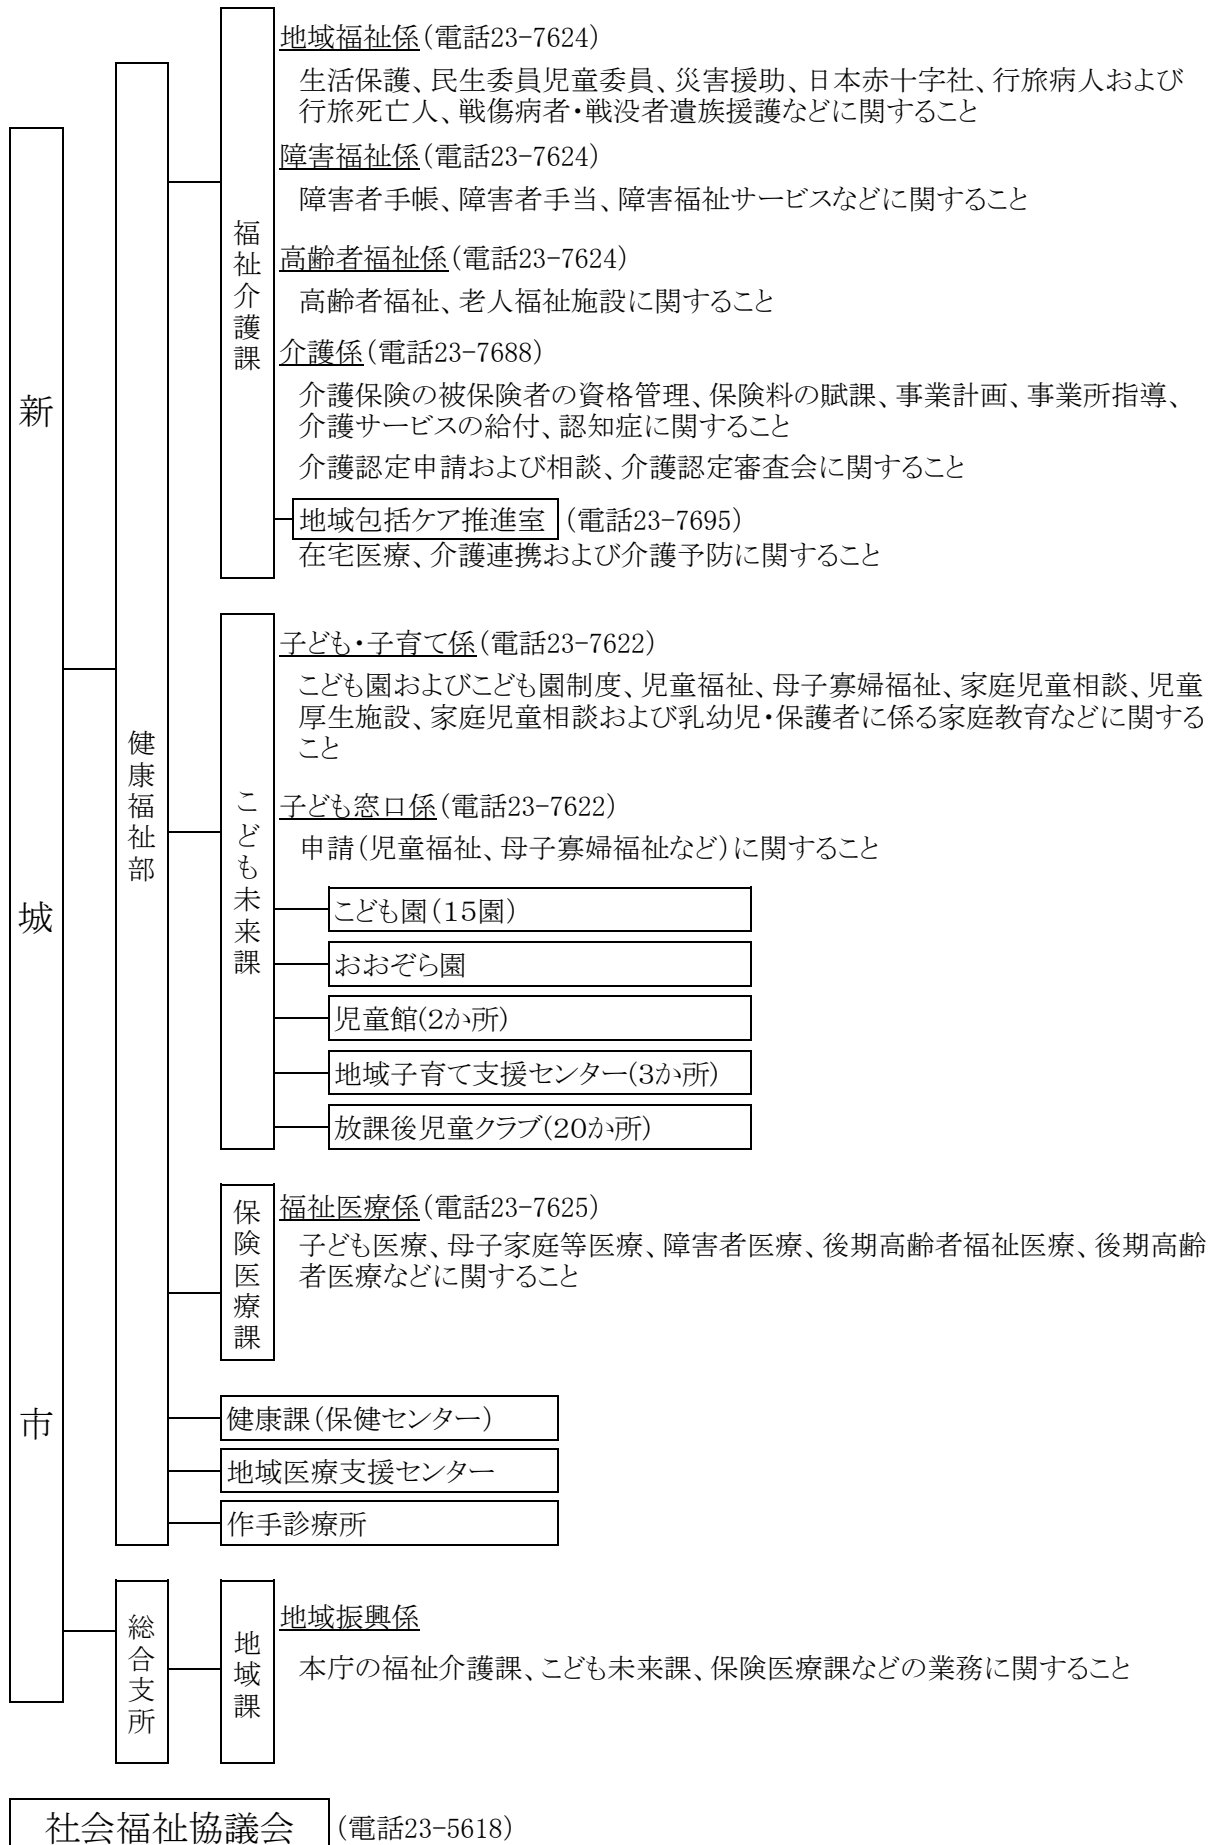 新城市
健康福祉部
福祉介護課
地域福祉係(電話23-7624)
生活保護、民生委員児童委員、災害援助、日本赤十字社、行旅病人および
行旅死亡人、戦傷病者・戦没者遺族援護などに関すること
障害福祉係(電話23-7624)
障害者手帳、障害者手当、障害福祉サービスなどに関すること
高齢者福祉係(電話23-7624)
高齢者福祉、老人福祉施設に関すること
介護係(電話23-7688)
介護保険の被保険者の資格管理、保険料の賦課、事業計画、事業所指導、
介護サービスの給付、認知症に関すること
介護認定申請および相談、介護認定審査会に関すること
地域包括ケア推進室 (電話23-7695)
在宅医療、介護連携および介護予防に関すること
こども未来課
子ども・子育て係(電話23-7622)
こども園およびこども園制度、児童福祉、母子寡婦福祉、家庭児童相談、児童
厚生施設、家庭児童相談および乳幼児・保護者に係る家庭教育などに関する
こと
子ども窓口係(電話23-7622)
申請(児童福祉、母子寡婦福祉など)に関すること
こども園(15園)
おおぞら園
児童館(2か所)
地域子育て支援センター(3か所)
放課後児童クラブ(20か所)
保険医療課
福祉医療係(電話23-7625)
子ども医療、母子家庭等医療、障害者医療、後期高齢者福祉医療、後期高齢
者医療などに関すること
健康課(保健センター)
地域医療支援センター
作手診療所
総合支所
地域課
地域振興係
本庁の福祉介護課、こども未来課、保険医療課などの業務に関すること
社会福祉協議会 (電話23-5618)